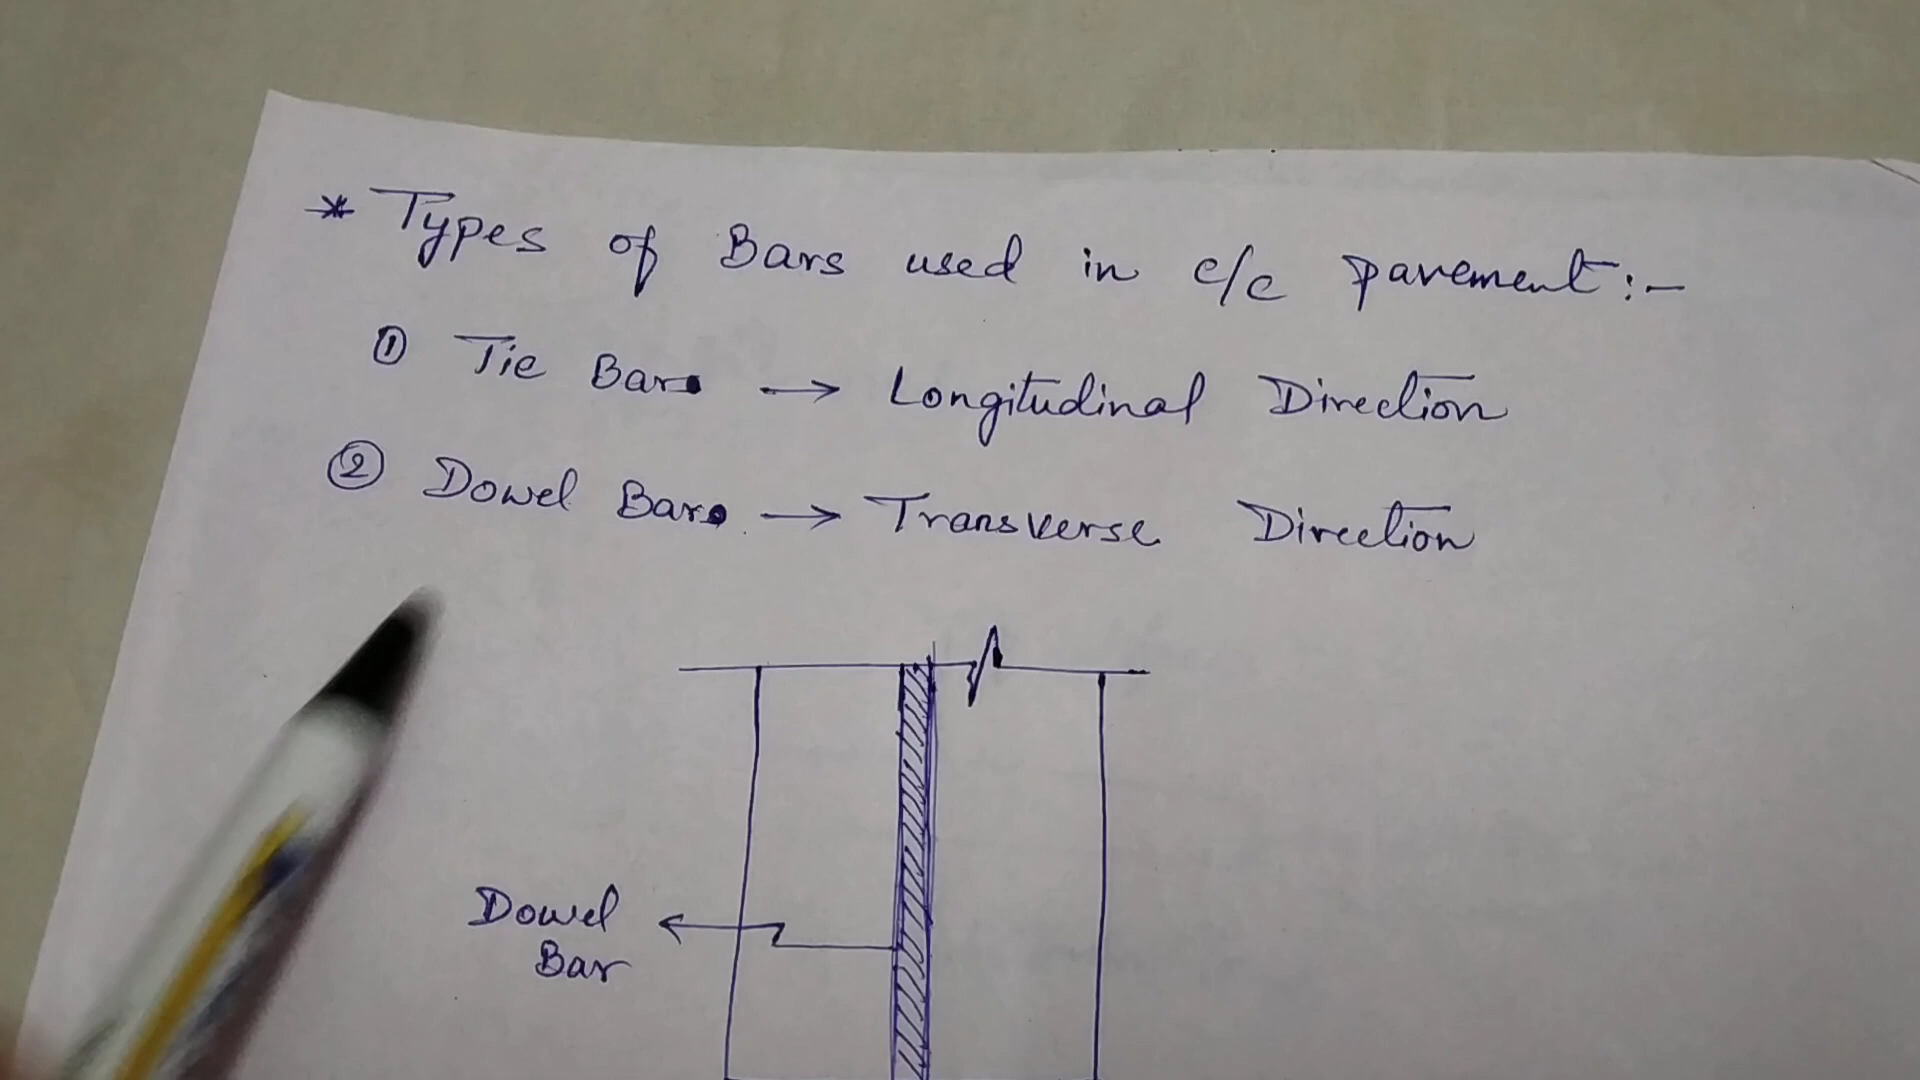 * Types of Bars used in c/c pavement:-
① Tie Bars → Longitudinal Direction
② Dowel Bars → Transverse Direction
Dowel
Bar